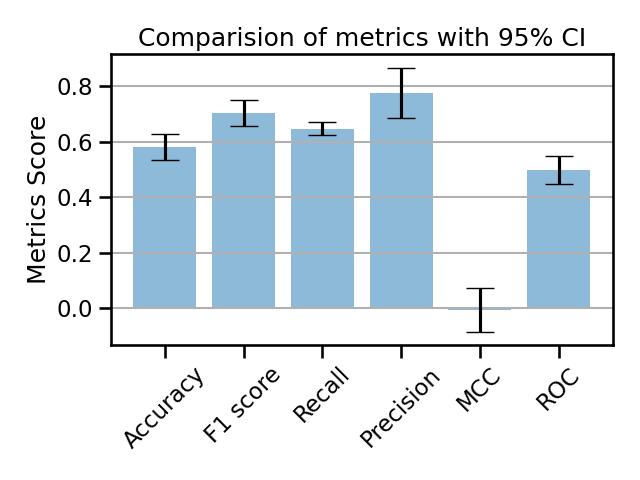 Comparision of metrics with 95% CI
Metrics Score
0.8
0.6
0.4
0.2
0.0
Accuracy
F1 score
Recall
Precision
MCC
ROC